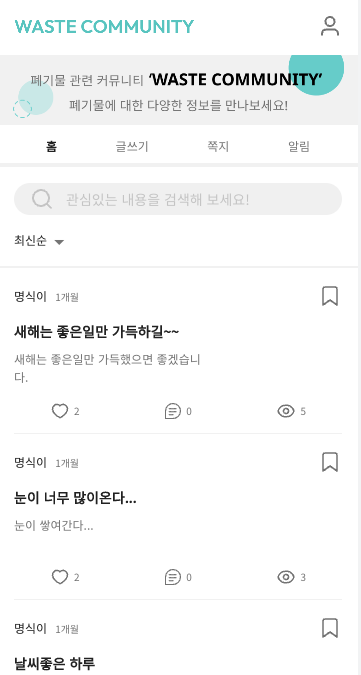 WASTE COMMUNITY
폐기물 관련 커뮤니티 ‘WASTE COMMUNITY’
폐기물에 대한 다양한 정보를 만나보세요!
홈 글쓰기 쪽지 알림
관심있는 내용을 검색해 보세요!
최신순
명식이 1개월
새해는 좋은일만 가득하길~~
새해는 좋은일만 가득했으면 좋겠습니
다.
2 0 5
명식이 1개월
눈이 너무 많이온다...
눈이 쌓여간다...
2 0 3
명식이 1개월
날씨좋은 하루